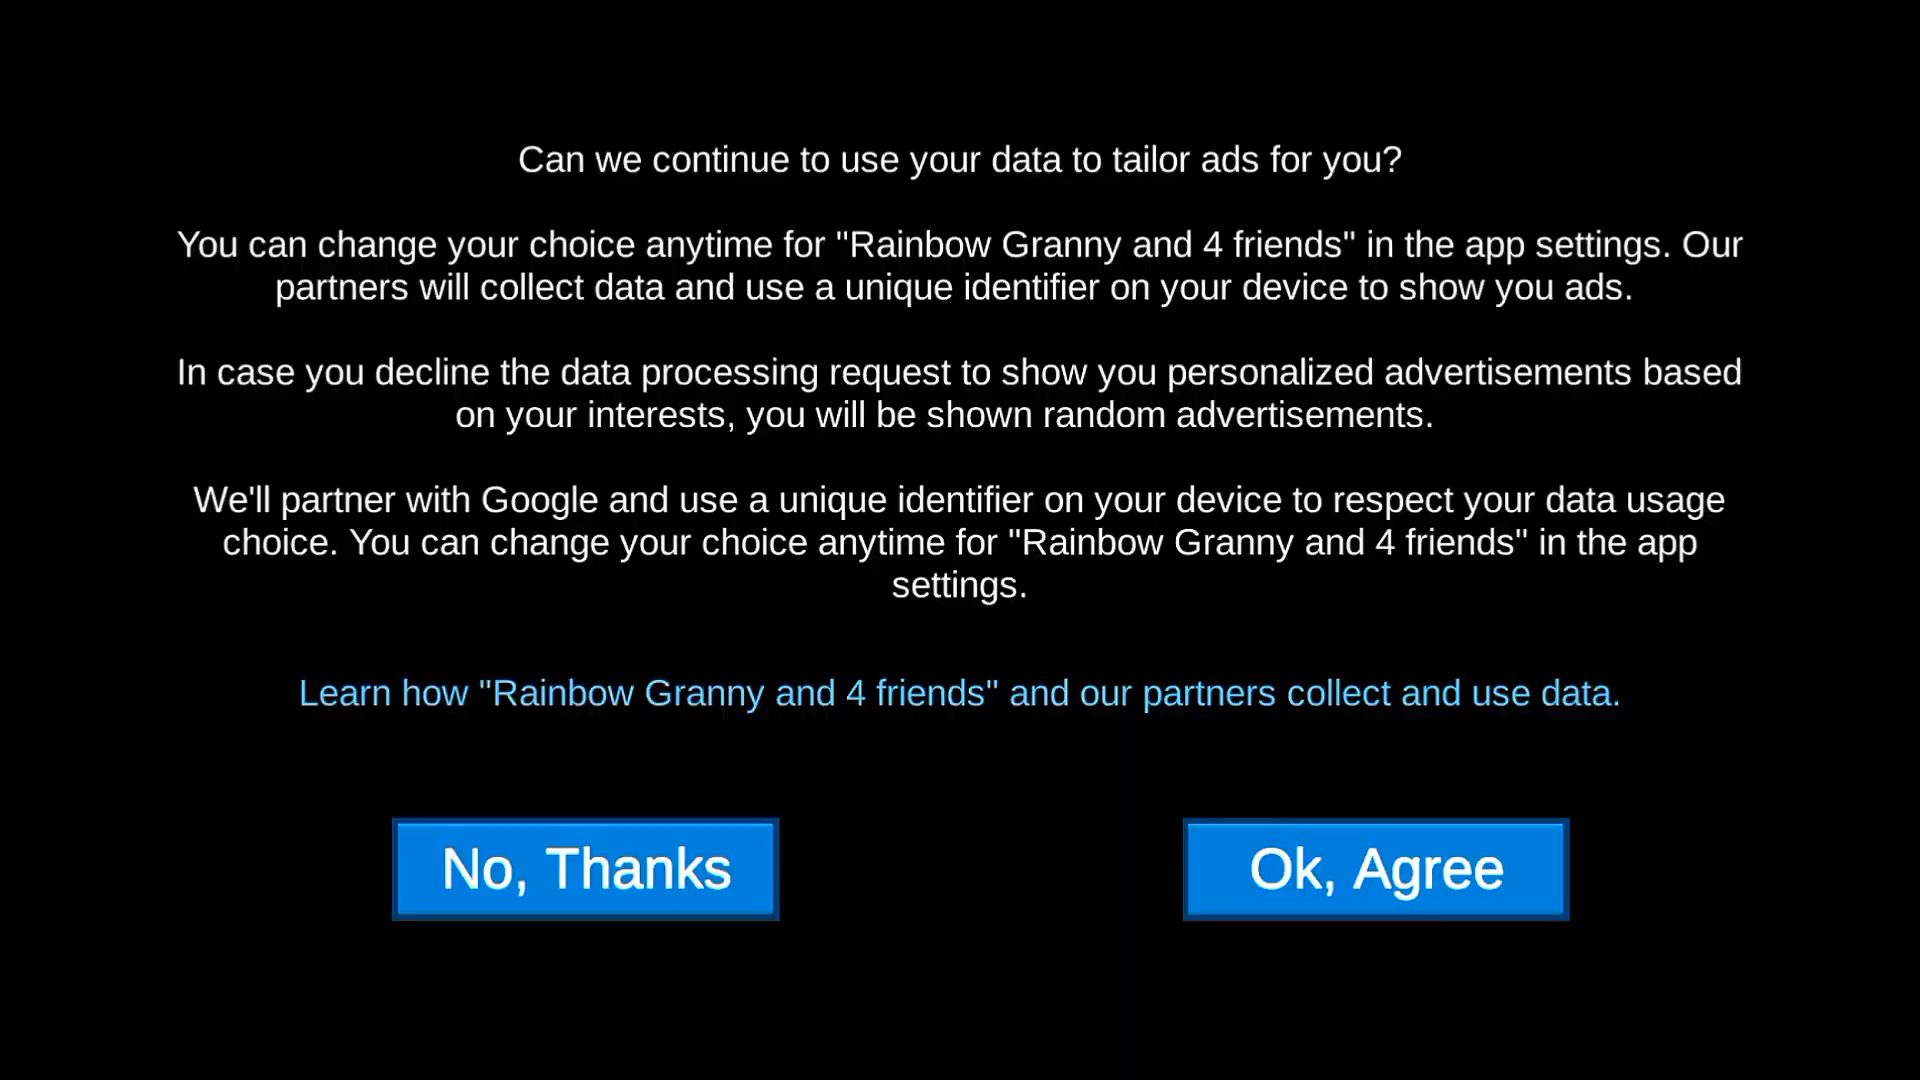 Can we continue to use your data to tailor ads for you?
You can change your choice anytime for "Rainbow Granny and 4 friends" in the app settings. Our
partners will collect data and use a unique identifier on your device to show you ads.
In case you decline the data processing request to show you personalized advertisements based
on your interests, you will be shown random advertisements.
We'll partner with Google and use a unique identifier on your device to respect your data usage
choice. You can change your choice anytime for "Rainbow Granny and 4 friends" in the app
settings.
Learn how "Rainbow Granny and 4 friends" and our partners collect and use data.
No, Thanks
Ok, Agree